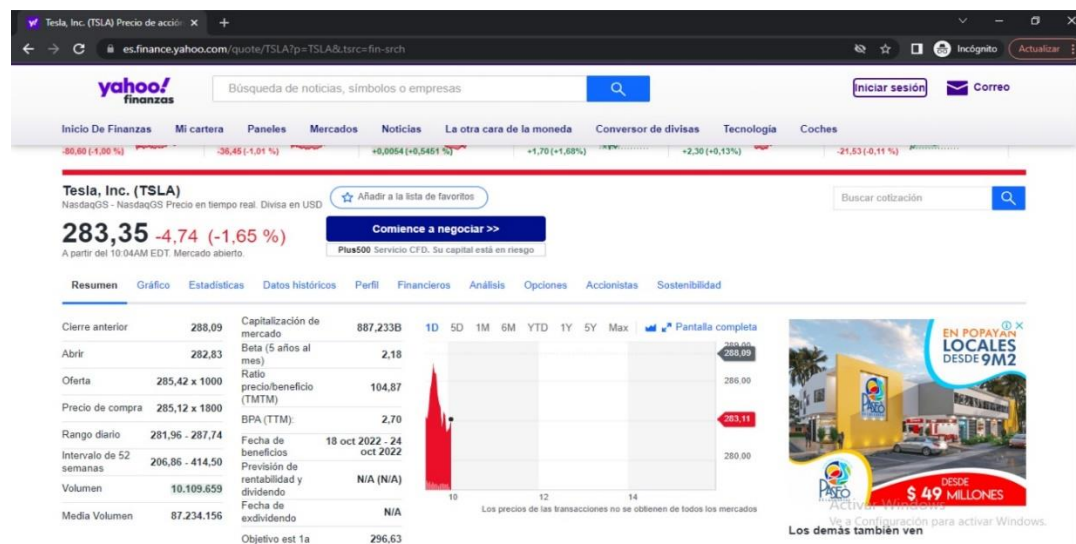 Tesla, Inc. (TSLA) Precio de acció
es.finance.yahoo.com/quote/TSLA?p=TSLA&.tsrc=fin-srch
Incógnito
Actualizar
yahoo!
finanzas
Búsqueda de noticias, símbolos o empresas
Iniciar sesión
Correo
Inicio De Finanzas Mi cartera Paneles Mercados Noticias La otra cara de la moneda Conversor de divisas Tecnología Coches
-80,60 (-1,00 %) -36,45 (-1,01 %) +0,0054 (+0,5451 %) +1,70 (+1,68%) +2,30 (+0,13%) -21,53 (-0,11 %)
Tesla, Inc. (TSLA)
NasdaqGS - NasdaqGS Precio en tiempo real. Divisa en USD
Añadir a la lista de favoritos
Buscar cotización
283,35 -4,74 (-1,65 %)
A partir del 10:04AM EDT. Mercado abierto.
Comience a negociar >>
Plus500 Servicio CFD. Su capital está en riesgo
Resumen Gráfico Estadísticas Datos históricos Perfil Financieros Análisis Opciones Accionistas Sostenibilidad
Cierre anterior 288,09
Abrir 282,83
Oferta 285,42 x 1000
Precio de compra 285,12 x 1800
Rango diario 281,96 - 287,74
Intervalo de 52
semanas 206,86 - 414,50
Volumen 10.109.659
Media Volumen 87.234.156
Capitalización de
mercado 887,233B
Beta (5 años al
mes) 2,18
Ratio
precio/beneficio 104,87
(TMTM)
BPA (TTM): 2,70
Fecha de 18 oct 2022 - 24
beneficios oct 2022
Previsión de
rentabilidad y N/A (N/A)
dividendo
Fecha de
exdividendo N/A
Objetivo est 1a 296,63
1D 5D 1M 6M YTD 1Y 5Y Max Pantalla completa
289,00
288,09
286,00
283,11
280,00
10 12 14
Los precios de las transacciones no se obtienen de todos los mercados
EN POPAYÁN
LOCALES
DESDE 9M2
PASEO
PASEO
DESDE
$ 49 MILLONES
Activar Windows
Ve a Configuración para activar Windows.
Los demás también ven